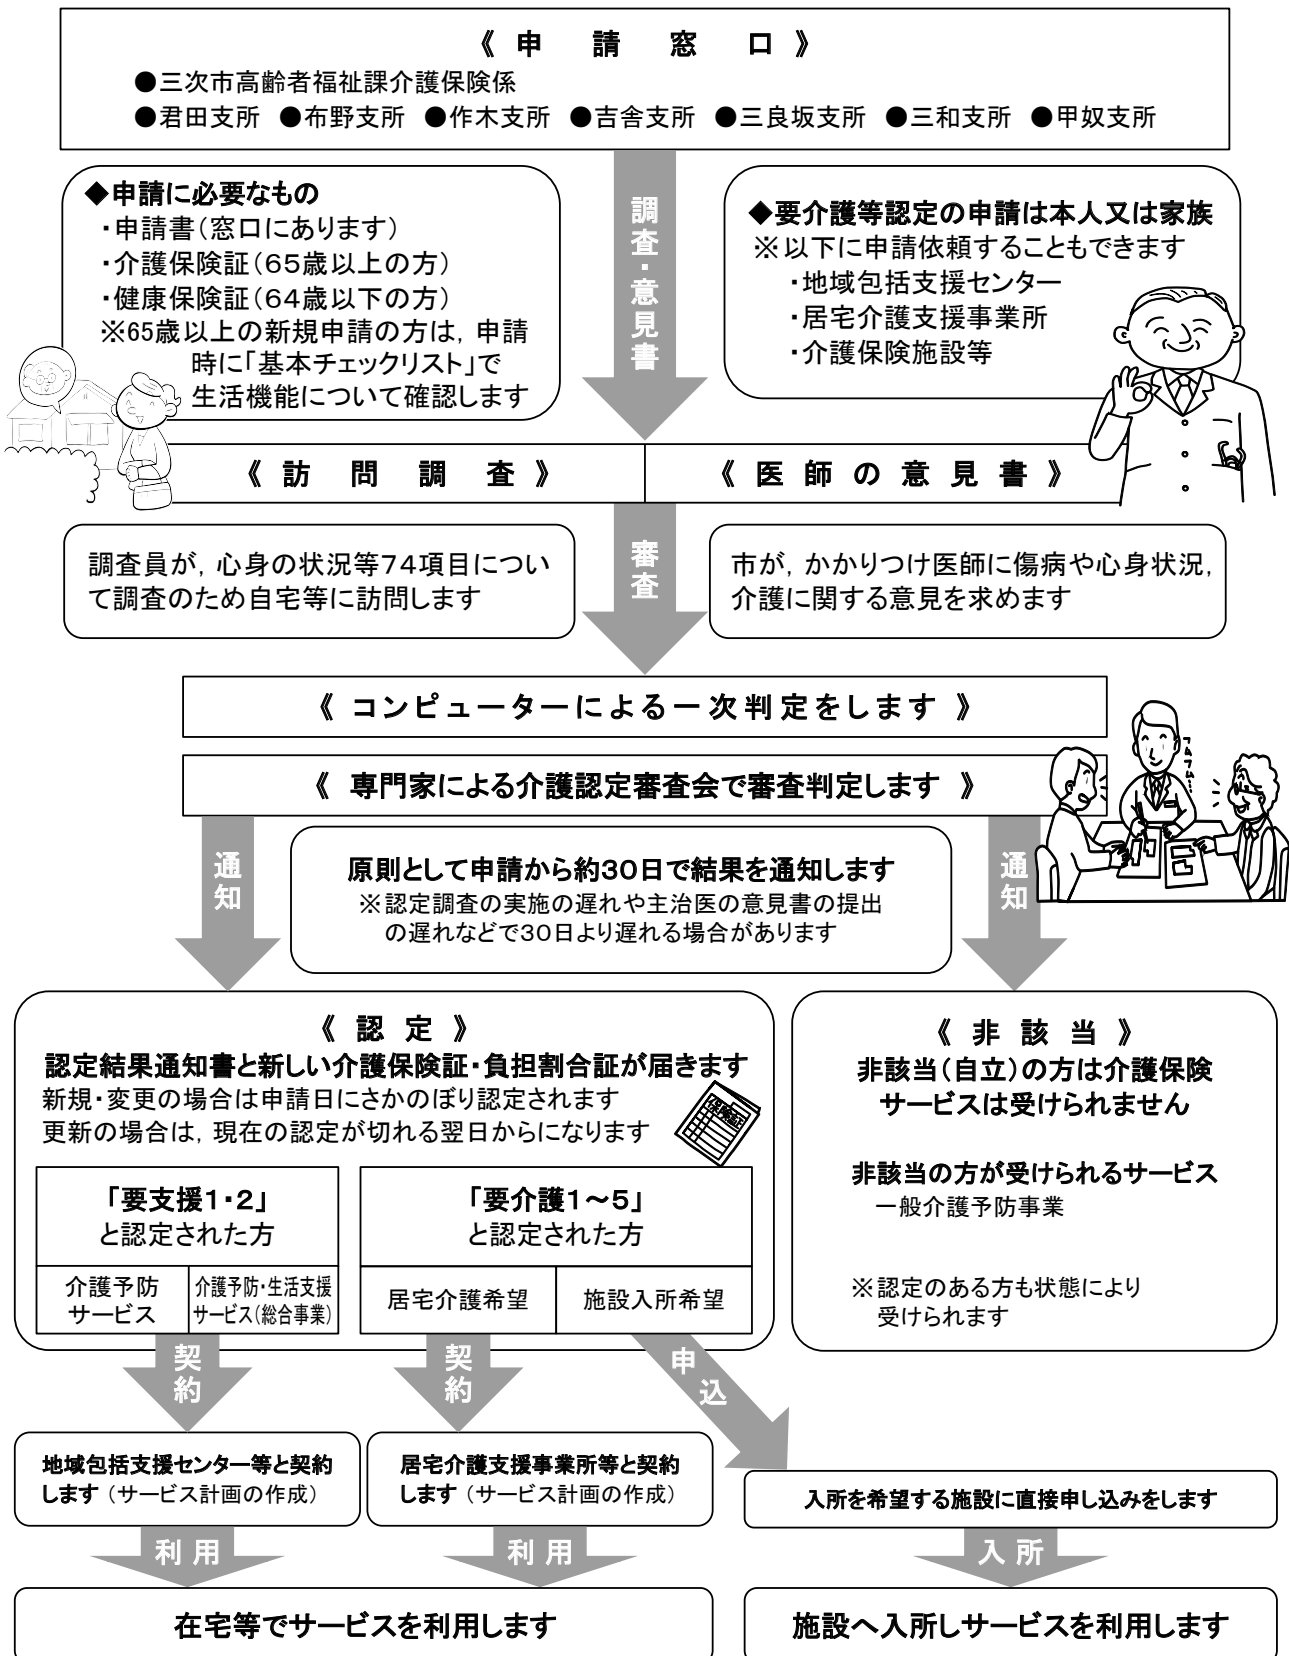 《 申 請 窓 口 》
●三次市高齢者福祉課介護保険係
●君田支所 ●布野支所 ●作木支所 ●吉舎支所 ●三良坂支所 ●三和支所 ●甲奴支所
調査・意見書
◆申請に必要なもの
・申請書（窓口にあります）
・介護保険証（６５歳以上の方）
・健康保険証（６４歳以下の方）
※65歳以上の新規申請の方は，申請
時に「基本チェックリスト」で
生活機能について確認します
◆要介護等認定の申請は本人又は家族
※以下に申請依頼することもできます
・地域包括支援センター
・居宅介護支援事業所
・介護保険施設等
《 訪 問 調 査 》
《 医 師 の 意 見 書 》
審査
調査員が，心身の状況等７４項目につい
て調査のため自宅等に訪問します
市が，かかりつけ医師に傷病や心身状況，
介護に関する意見を求めます
《 コンピューターによる一次判定をします 》
《 専門家による介護認定審査会で審査判定します 》
フムフム
通知
通知
原則として申請から約３０日で結果を通知します
※認定調査の実施の遅れや主治医の意見書の提出
の遅れなどで３０日より遅れる場合があります
《 認 定 》
認定結果通知書と新しい介護保険証・負担割合証が届きます
新規・変更の場合は申請日にさかのぼり認定されます
更新の場合は，現在の認定が切れる翌日からになります
保険証
「要支援１・２」
と認定された方
介護予防
サービス
介護予防・生活支援
サービス（総合事業）
「要介護１～５」
と認定された方
居宅介護希望
施設入所希望
《 非 該 当 》
非該当（自立）の方は介護保険
サービスは受けられません
非該当の方が受けられるサービス
一般介護予防事業
※認定のある方も状態により
受けられます
契約
契約
申込
地域包括支援センター等と契約
します（サービス計画の作成）
居宅介護支援事業所等と契約
します（サービス計画の作成）
入所を希望する施設に直接申し込みをします
利用
利用
入所
在宅等でサービスを利用します
施設へ入所しサービスを利用します